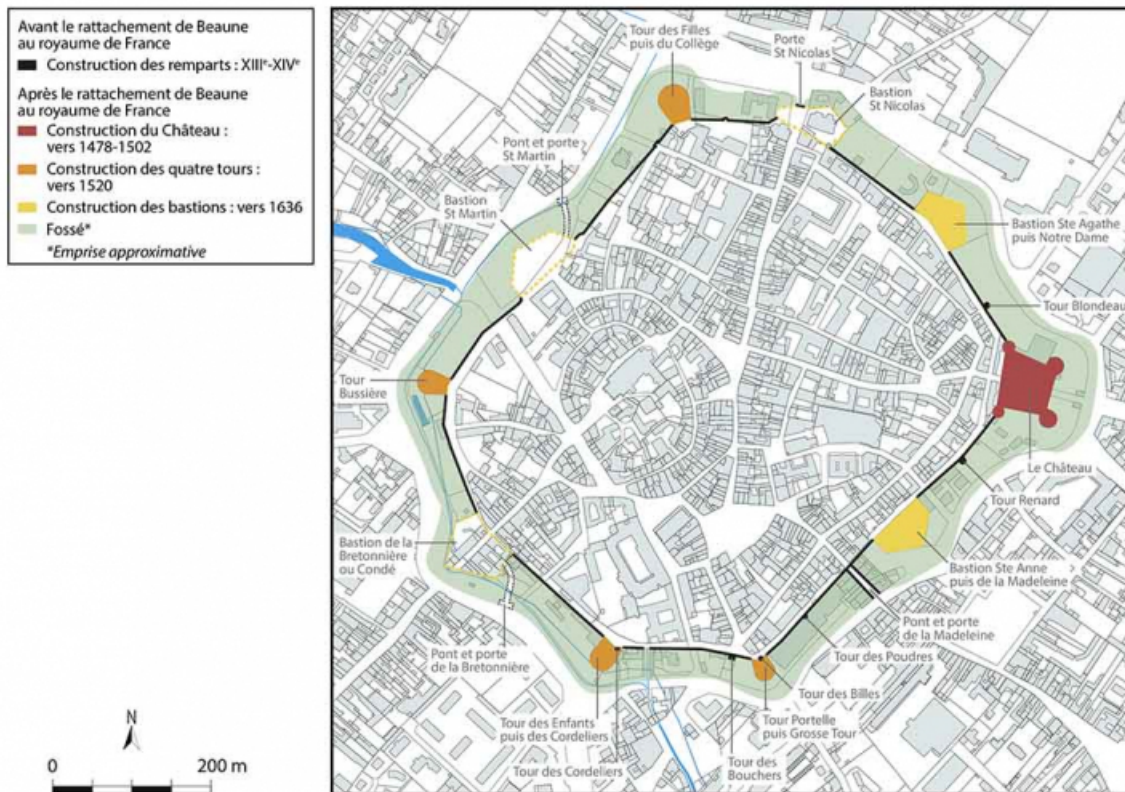 Avant le rattachement de Beaune
au royaume de France
Construction des remparts : XIIIᵉ-XIVᵉ
Après le rattachement de Beaune
au royaume de France
Construction du Château :
vers 1478-1502
Construction des quatre tours :
vers 1520
Construction des bastions : vers 1636
Fossé*
*Emprise approximative
N
0 200 m
Tour des Filles
puis du Collège
Porte
St Nicolas
Bastion
St Nicolas
Pont et porte
St Martin
Bastion
St Martin
Bastion Ste Agathe
puis Notre Dame
Tour Blondeau
Tour
Bussière
Le Château
Tour Renard
Bastion de la
Bretonnière
ou Condé
Bastion Ste Anne
puis de la Madeleine
Pont et porte
de la Madeleine
Pont et porte
de la Bretonnière
Tour des Poudres
Tour des Billes
Tour des Enfants
puis des Cordeliers
Tour Portelle
puis Grosse Tour
Tour des Cordeliers
Tour des
Bouchers